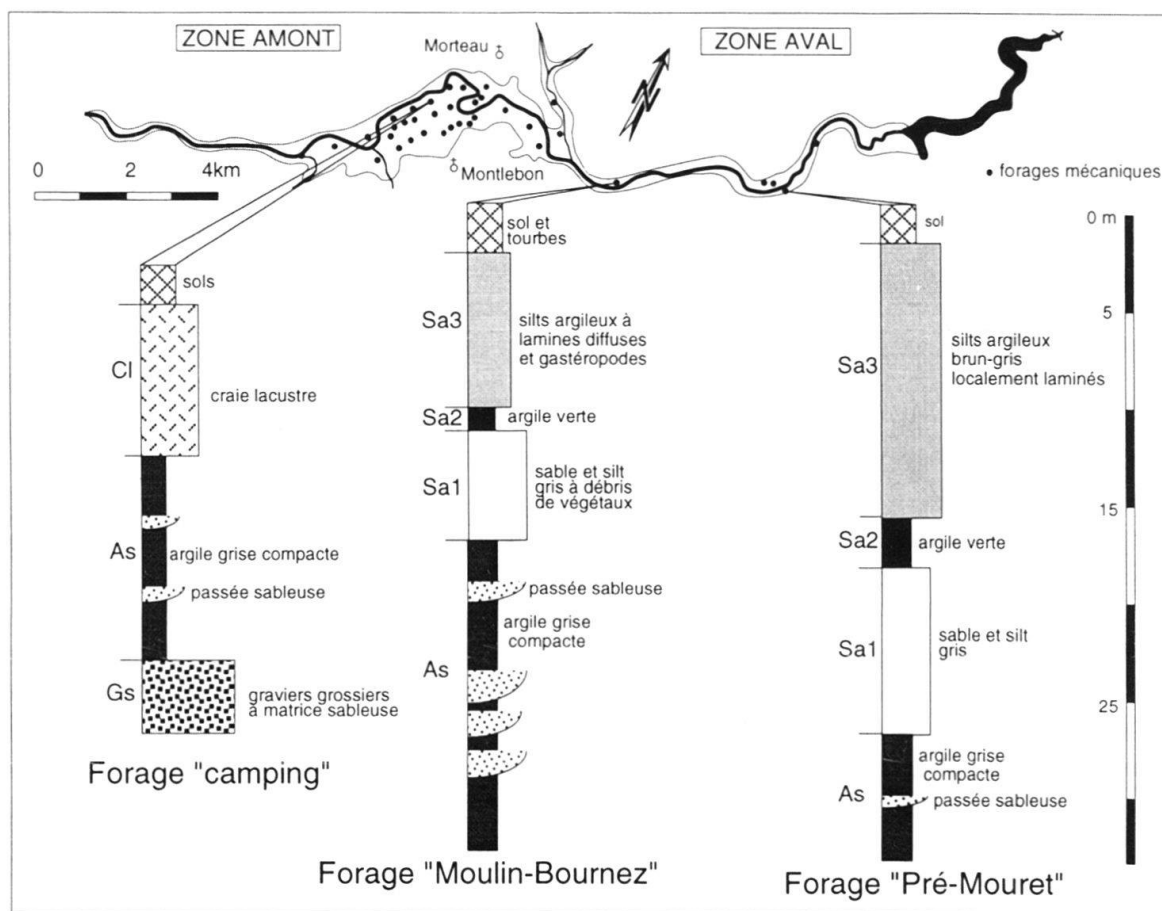 ZONE AMONT
ZONE AVAL
Morteau
Montlebon
0 2 4km
forages mécaniques
sols
Cl
craie lacustre
As
argile grise compacte
passée sableuse
Gs
graviers grossiers
à matrice sableuse
Forage "camping"
sol et
tourbes
Sa3
silts argileux à
lamines diffuses
et gastéropodes
Sa2
argile verte
Sa1
sable et silt
gris à débris
de végétaux
passée sableuse
argile grise
compacte
As
Forage "Moulin-Bournez"
sol
Sa3
silts argileux
brun-gris
localement laminés
Sa2
argile verte
Sa1
sable et silt
gris
argile grise
compacte
As
passée sableuse
Forage "Pré-Mouret"
0 m
5
15
25